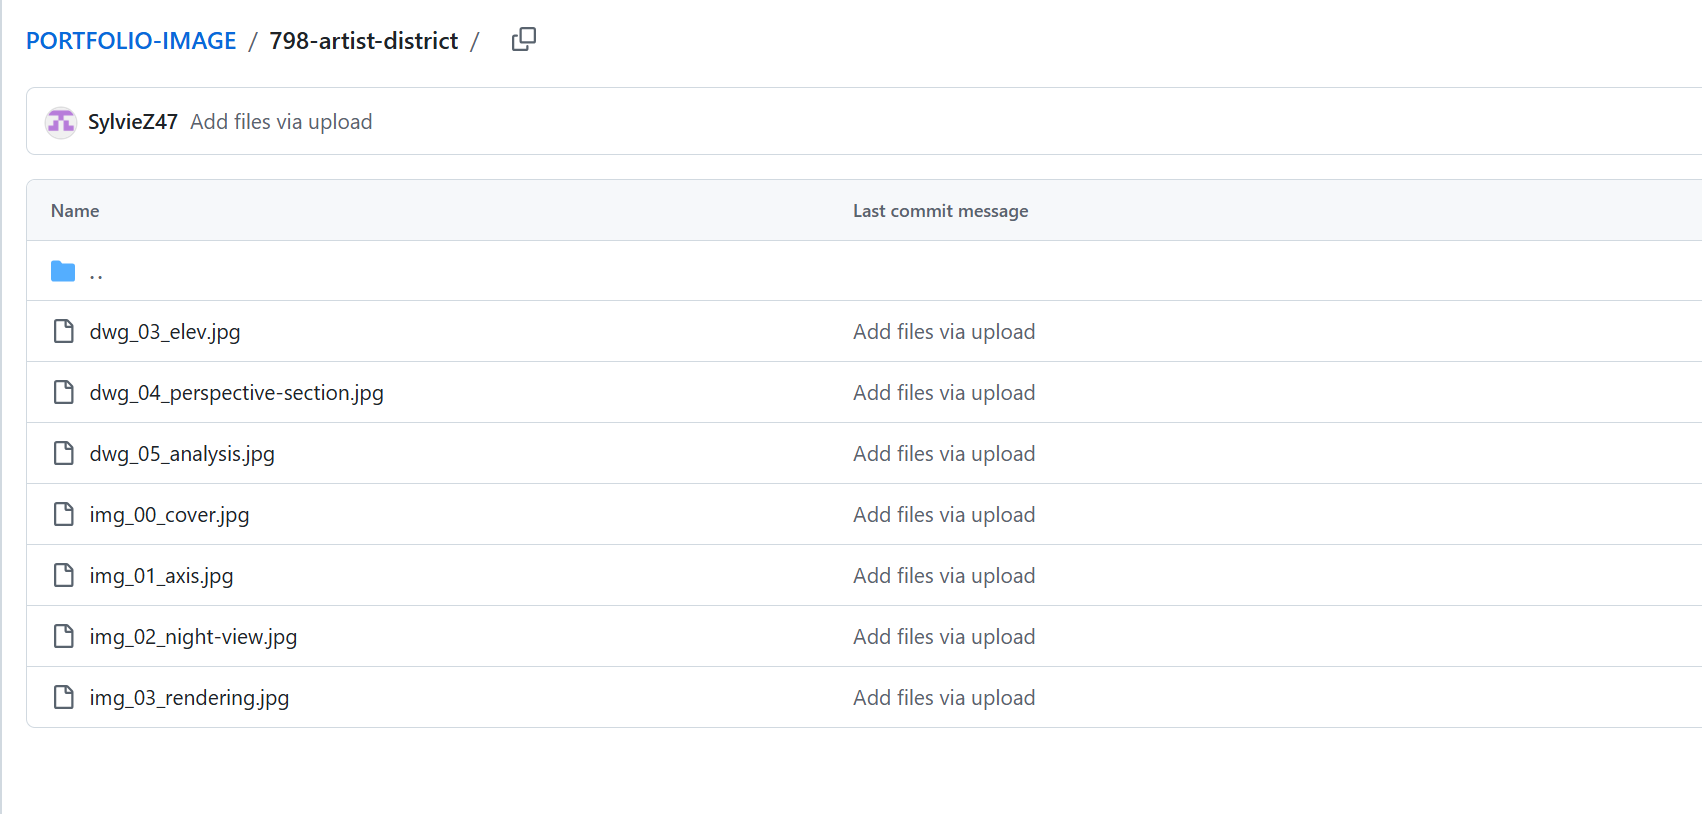 PORTFOLIO-IMAGE / 798-artist-district /
SylvieZ47 Add files via upload
Name Last commit message
..
dwg_03_elev.jpg Add files via upload
dwg_04_perspective-section.jpg Add files via upload
dwg_05_analysis.jpg Add files via upload
img_00_cover.jpg Add files via upload
img_01_axis.jpg Add files via upload
img_02_night-view.jpg Add files via upload
img_03_rendering.jpg Add files via upload